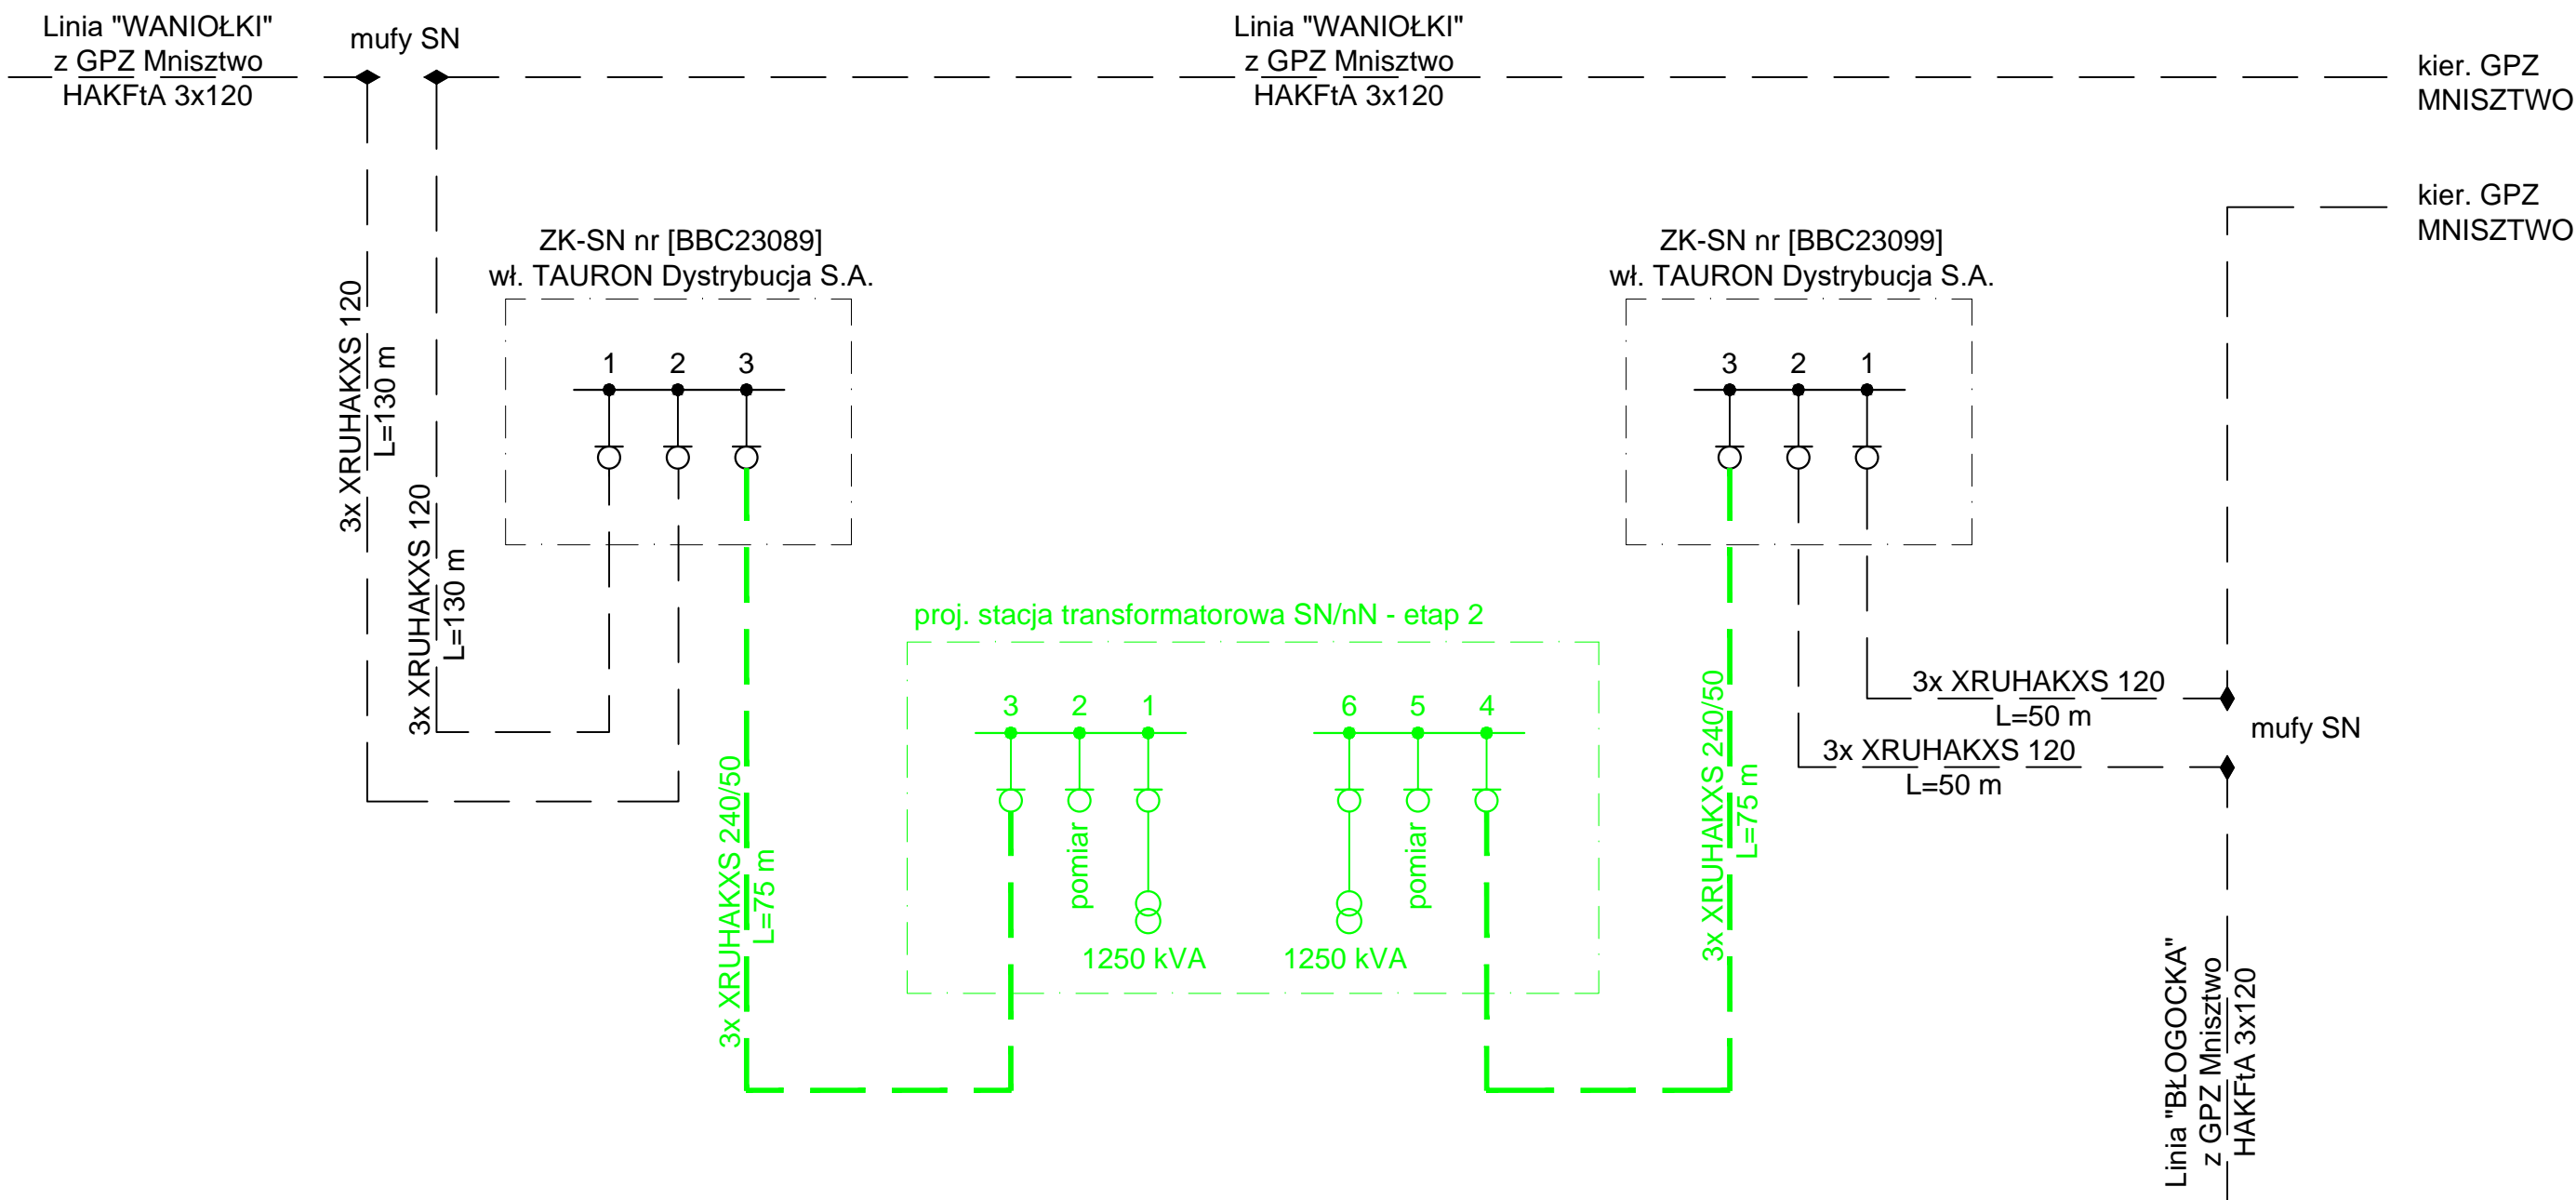 Linia "WANIOŁKI"
z GPZ Mnisztwo
HAKFtA 3x120
mufy SN
Linia "WANIOŁKI"
z GPZ Mnisztwo
HAKFtA 3x120
kier. GPZ
MNISZTWO
kier. GPZ
MNISZTWO
ZK-SN nr [BBC23089]
wł. TAURON Dystrybucja S.A.
1 2 3
3x XRUHAKXS 120
L=130 m
3x XRUHAKXS 120
L=130 m
ZK-SN nr [BBC23099]
wł. TAURON Dystrybucja S.A.
3 2 1
proj. stacja transformatorowa SN/nN - etap 2
3 2 1
6 5 4
pomiar
pomiar
1250 kVA
1250 kVA
3x XRUHAKXS 240/50
L=75 m
3x XRUHAKXS 240/50
L=75 m
3x XRUHAKXS 120
L=50 m
3x XRUHAKXS 120
L=50 m
mufy SN
Linia "BŁOGOCKA"
z GPZ Mnisztwo
HAKFtA 3x120